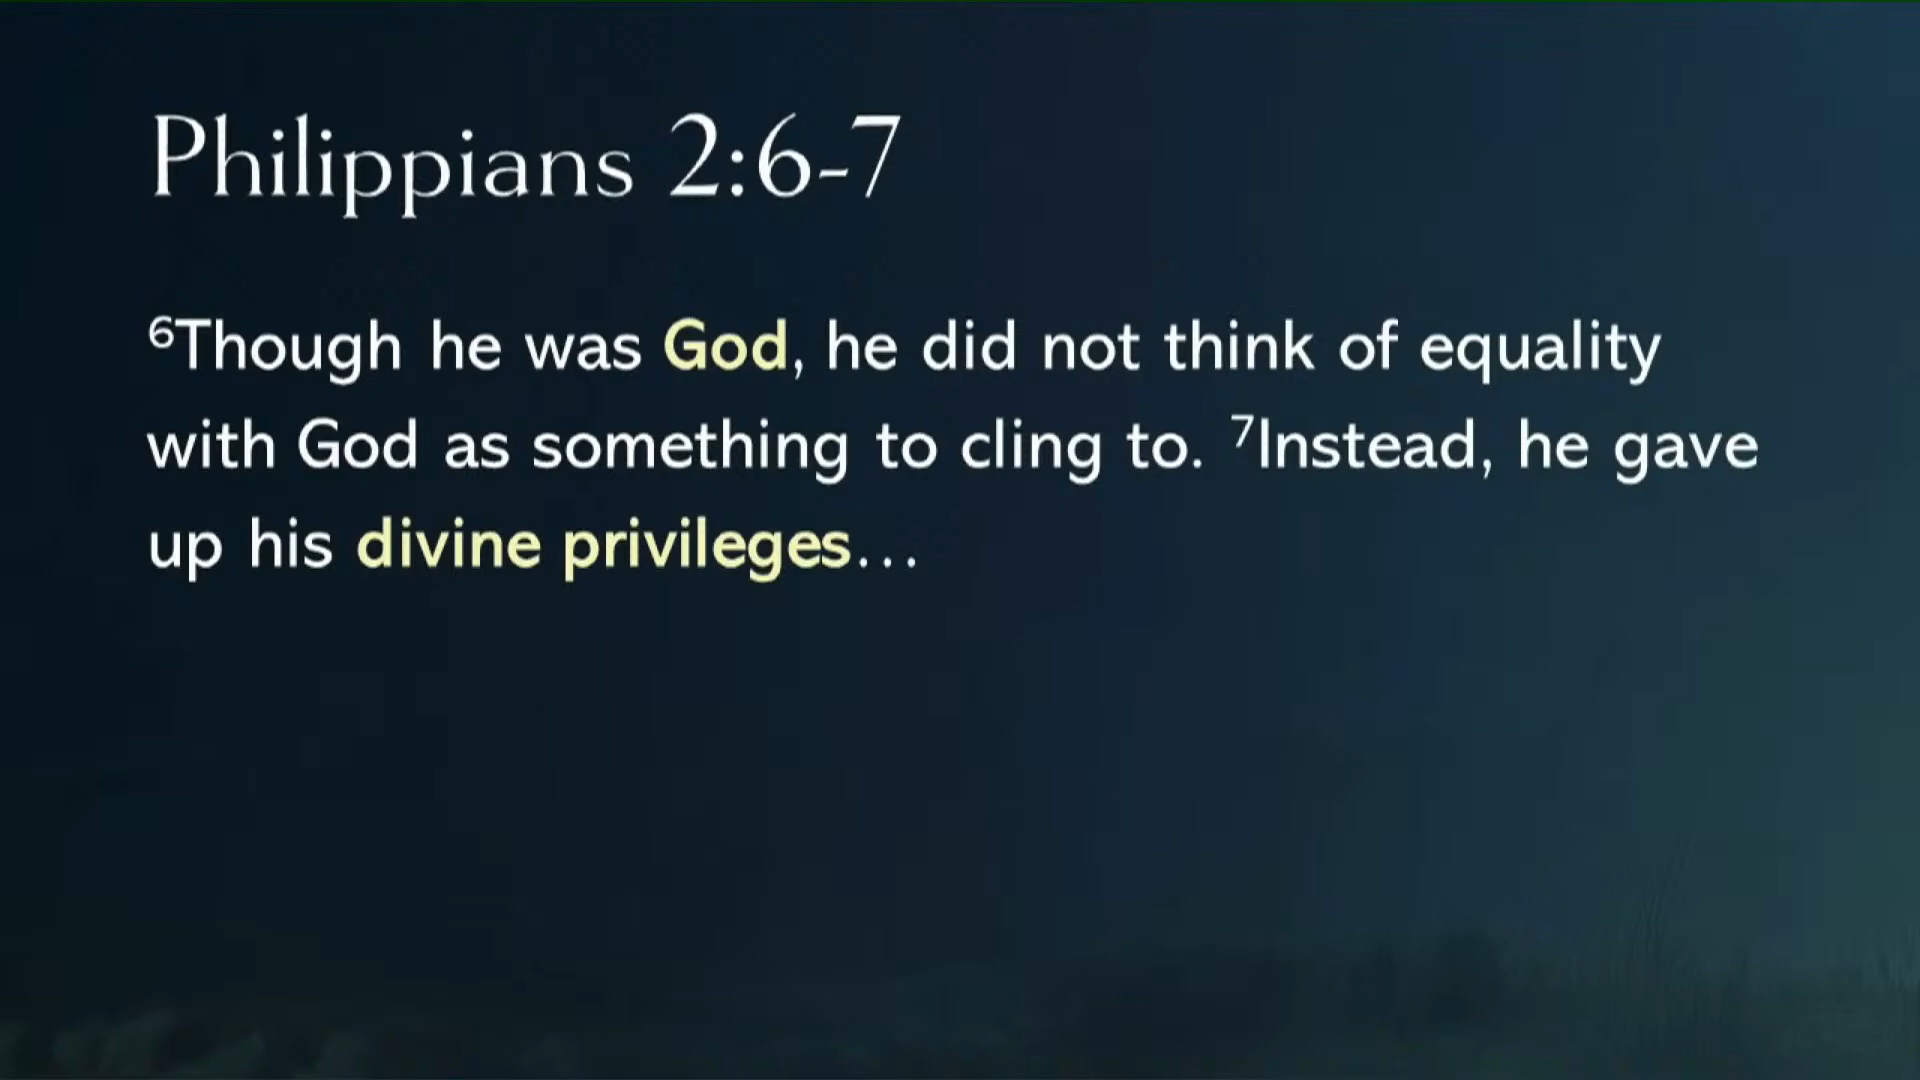 Philippians 2:6-7
⁶Though he was God, he did not think of equality
with God as something to cling to. ⁷Instead, he gave
up his divine privileges...